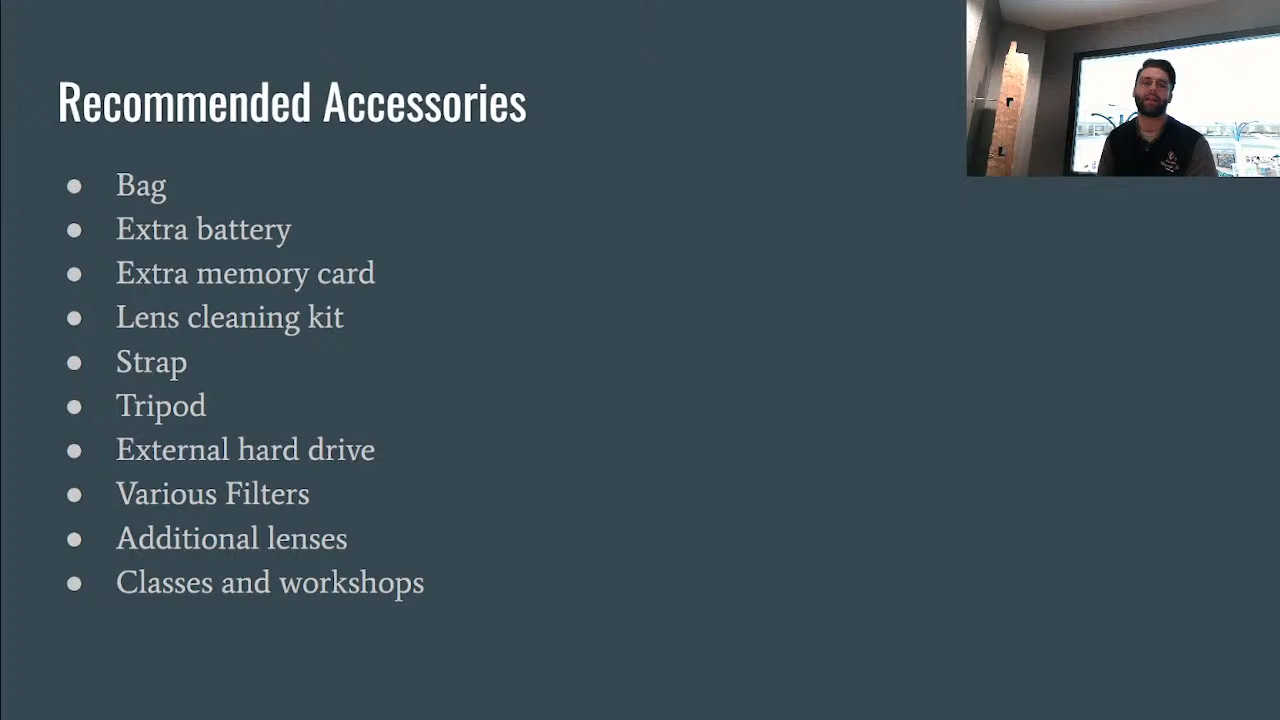 Recommended Accessories
● Bag
● Extra battery
● Extra memory card
● Lens cleaning kit
● Strap
● Tripod
● External hard drive
● Various Filters
● Additional lenses
● Classes and workshops